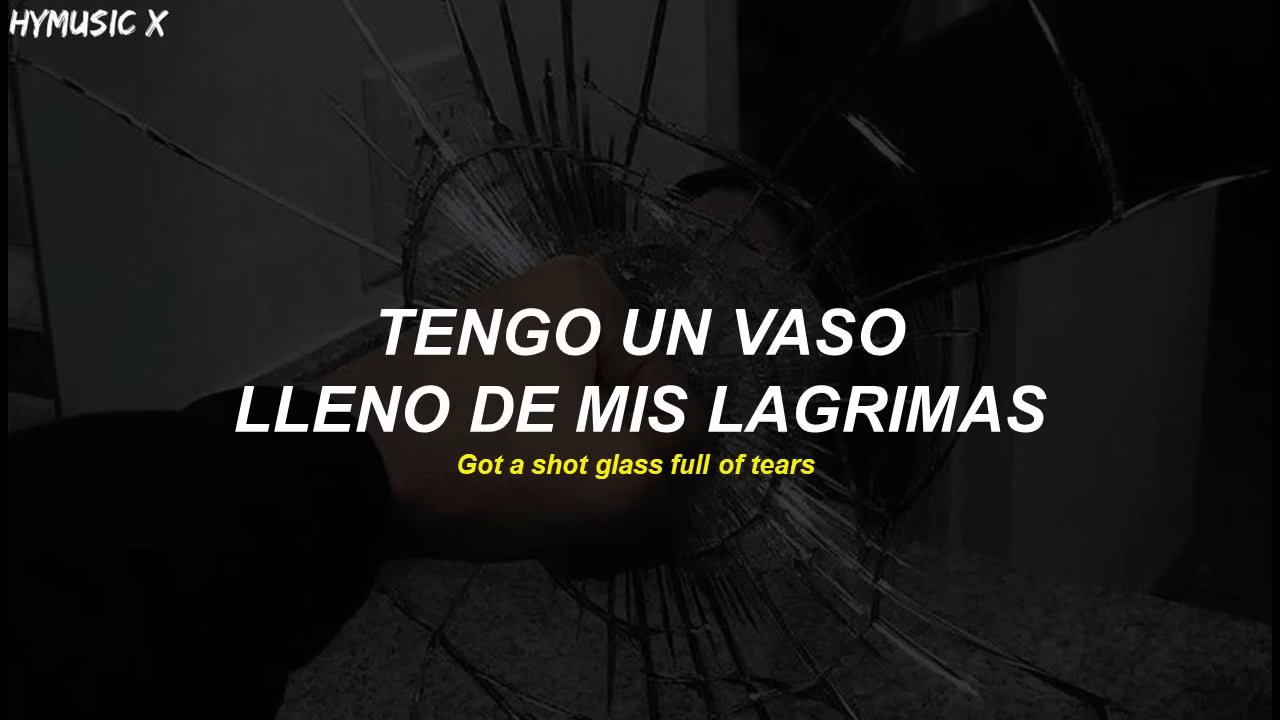 HYMUSIC X
TENGO UN VASO
LLENO DE MIS LAGRIMAS
Got a shot glass full of tears